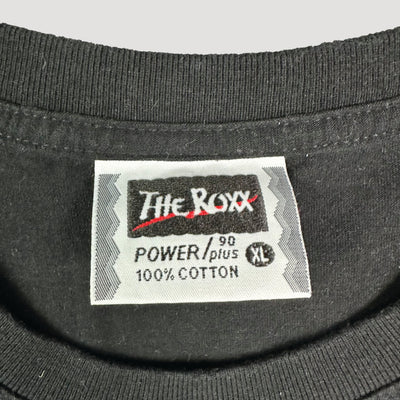 THE ROXX
POWER/90 plus XL
100% COTTON